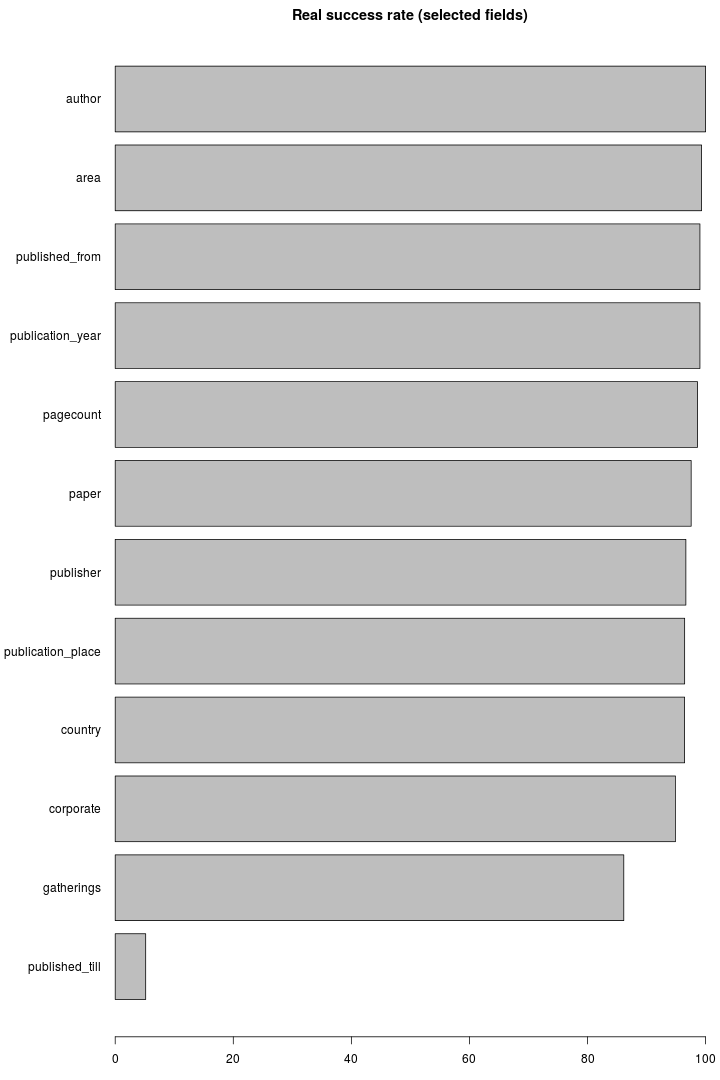 Real success rate (selected fields)
author
area
published_from
publication_year
pagecount
paper
publisher
publication_place
country
corporate
gatherings
published_till
0 20 40 60 80 100